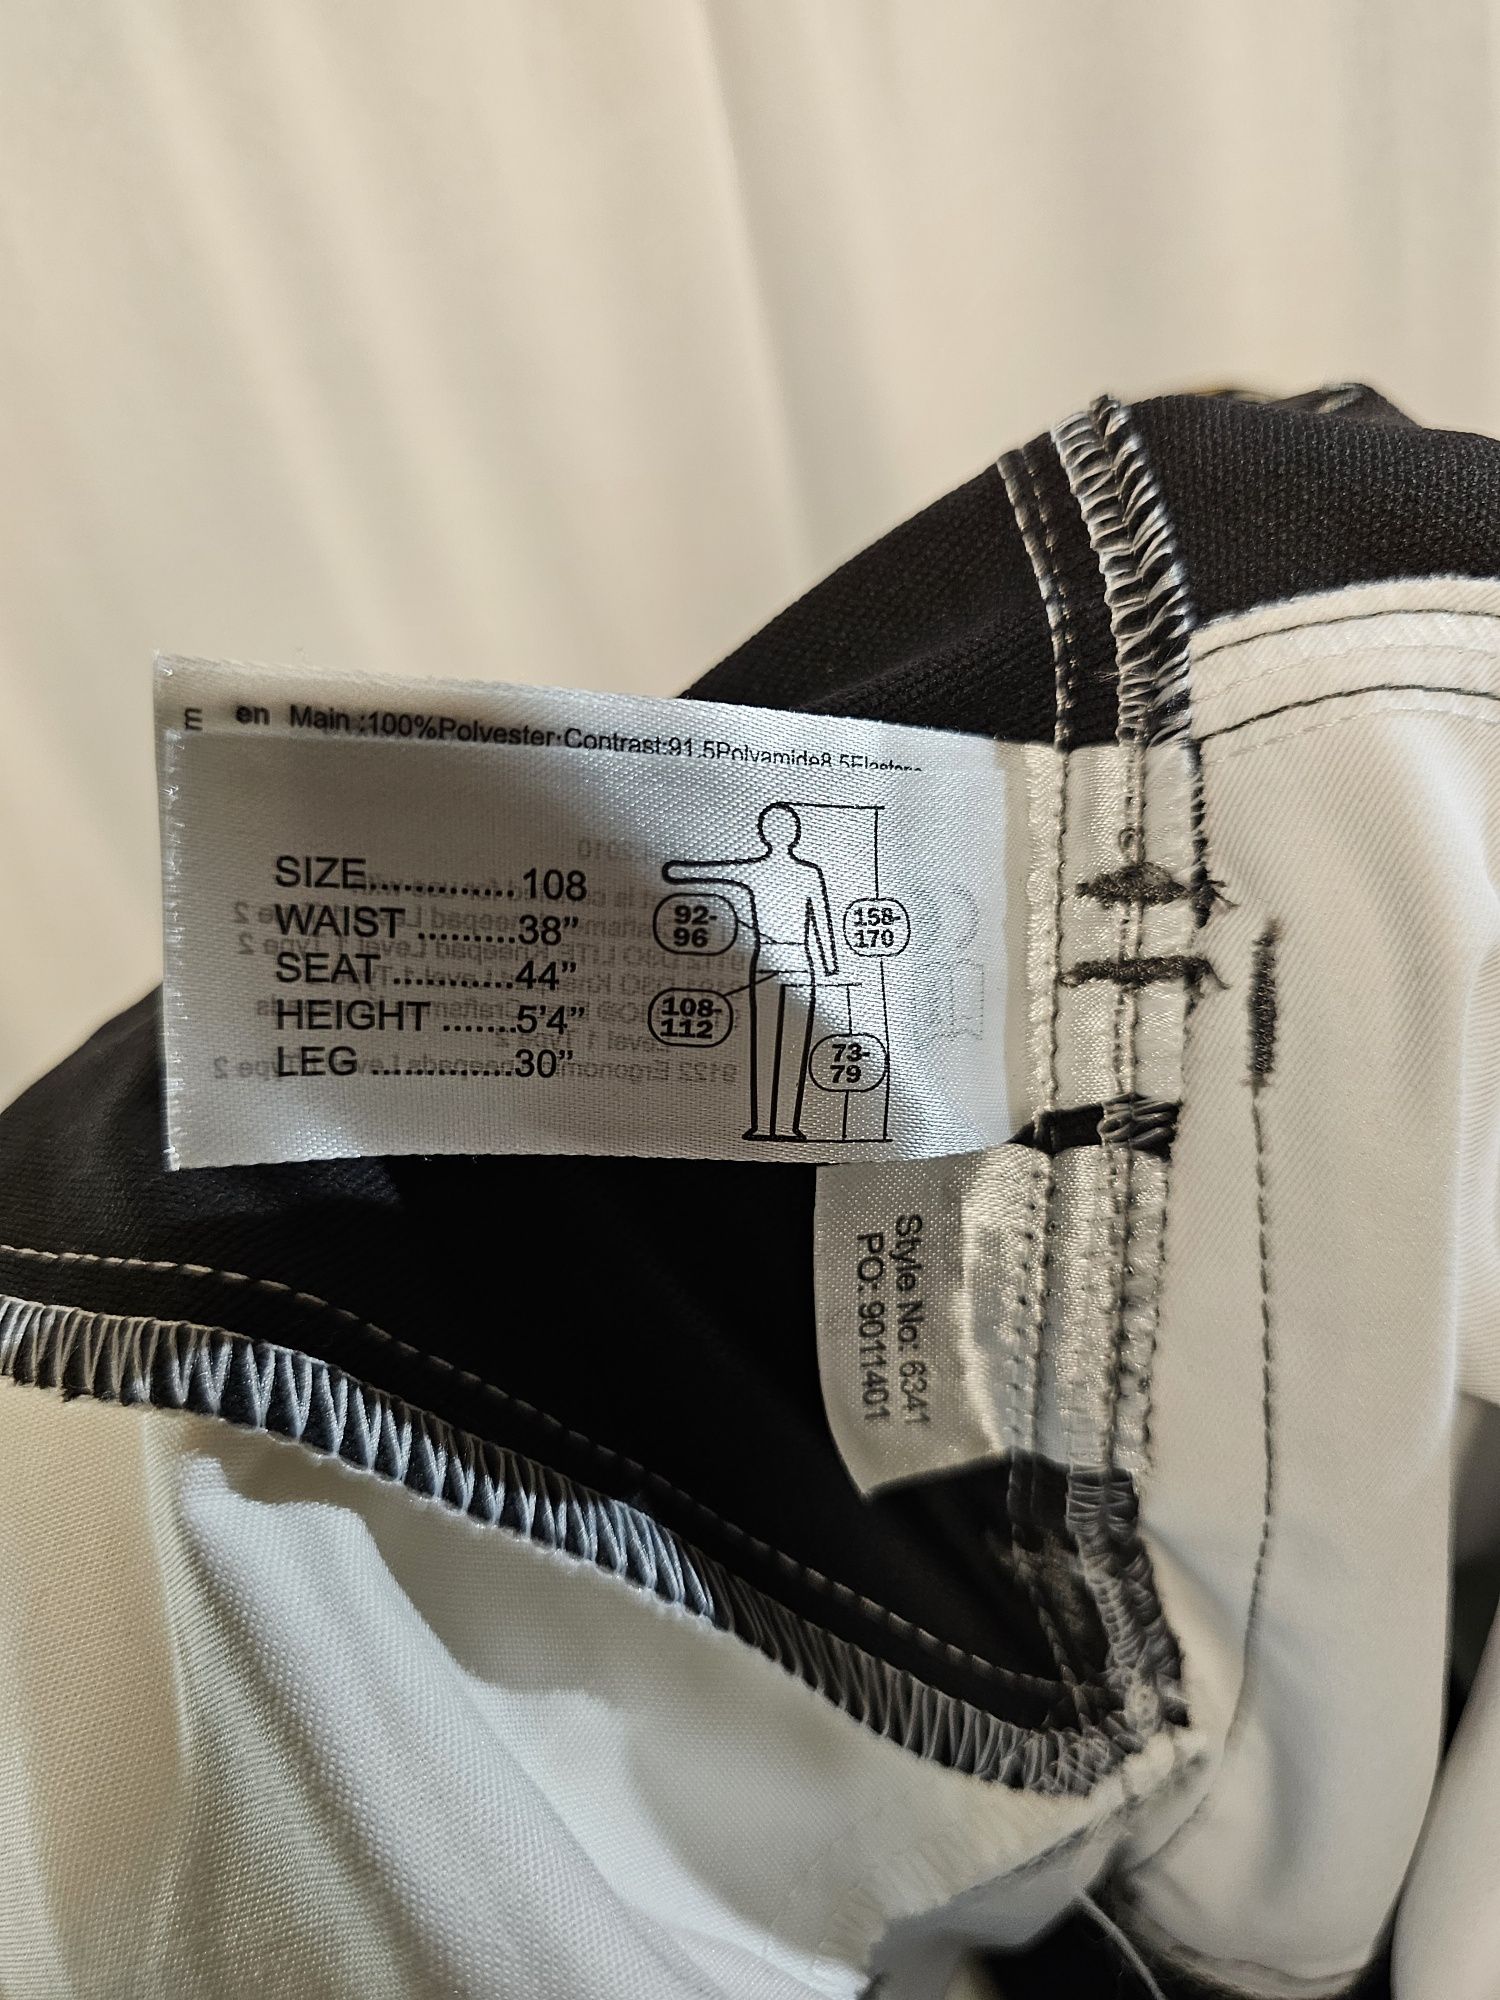 m
en Main :100%Polyester·Contrast:91.5Polyamide8.5Elastane
SIZE.............108
WAIST .........38”
SEAT ...........44”
HEIGHT .......5’4”
LEG .............30”
92-
96
158-
170
108-
112
73-
79
Style No: 6341
PO: 9011401